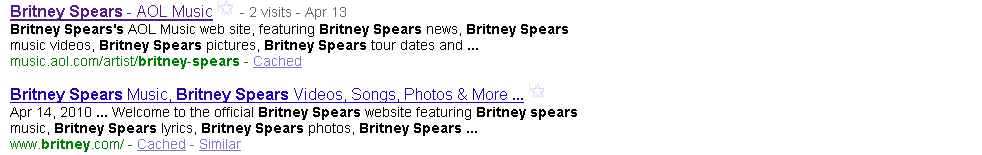 Britney Spears - AOL Music - 2 visits - Apr 13
Britney Spears's AOL Music web site, featuring Britney Spears news, Britney Spears
music videos, Britney Spears pictures, Britney Spears tour dates and ...
music.aol.com/artist/britney-spears - Cached
Britney Spears Music, Britney Spears Videos, Songs, Photos & More ...
Apr 14, 2010 ... Welcome to the official Britney Spears website featuring Britney spears
music, Britney Spears lyrics, Britney Spears photos, Britney Spears ...
www.britney.com/ - Cached - Similar